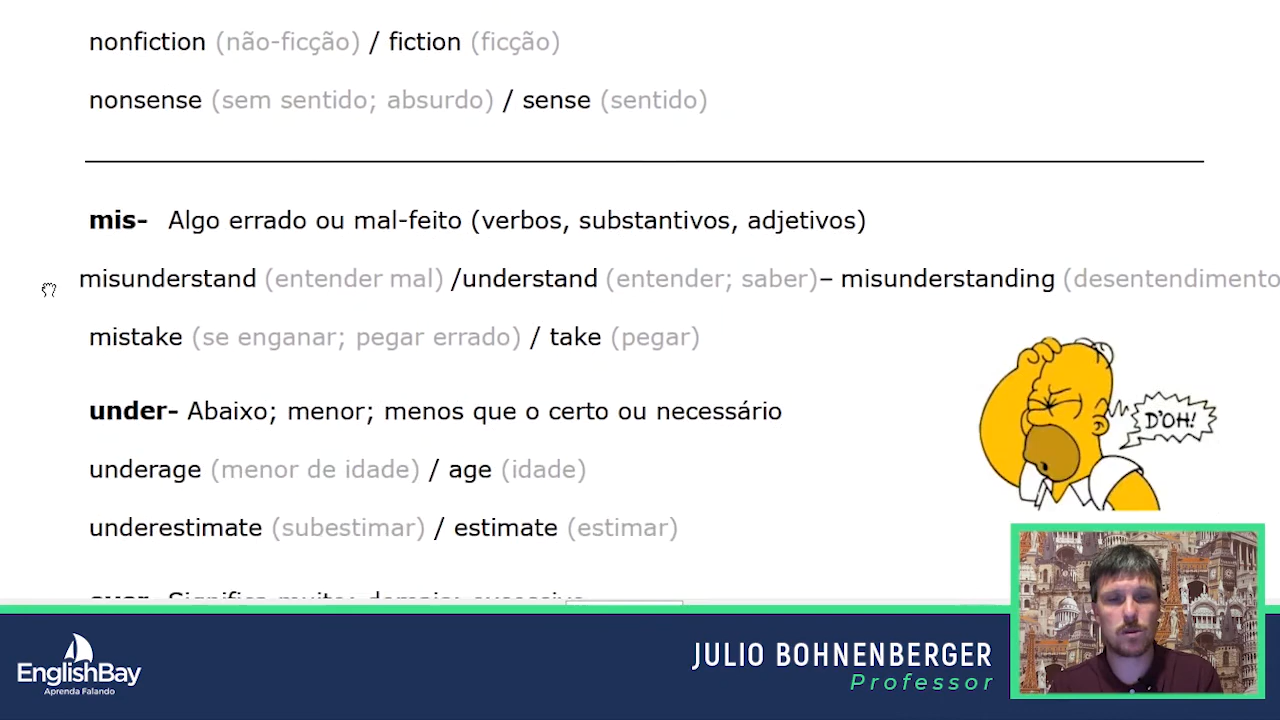 nonfiction (não-ficção) / fiction (ficção)
nonsense (sem sentido; absurdo) / sense (sentido)
mis– Algo errado ou mal-feito (verbos, substantivos, adjetivos)
misunderstand (entender mal) /understand (entender; saber)– misunderstanding (desentendimento
mistake (se enganar; pegar errado) / take (pegar)
under– Abaixo; menor; menos que o certo ou necessário
D'OH!
underage (menor de idade) / age (idade)
underestimate (subestimar) / estimate (estimar)
JULIO BOHNENBERGER
Professor
EnglishBay
Aprenda Falando